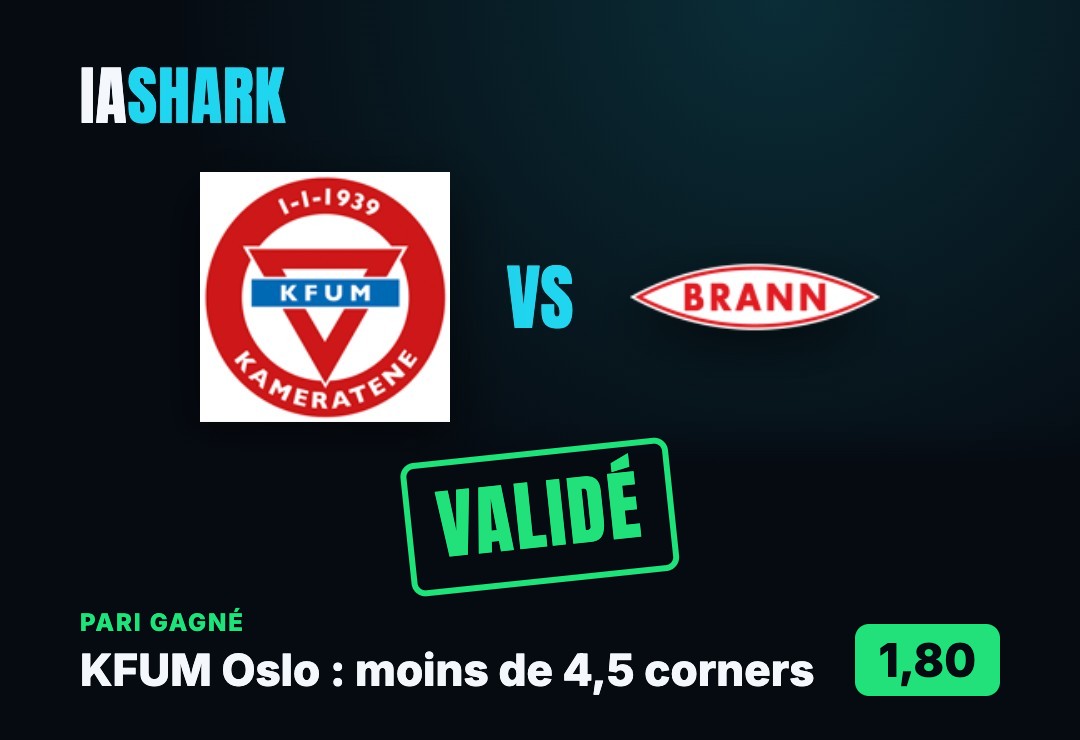 IASHARK
1-1-1939
KFUM
KAMERATENE
VS
BRANN
VALIDÉ
PARI GAGNÉ
KFUM Oslo : moins de 4,5 corners
1,80